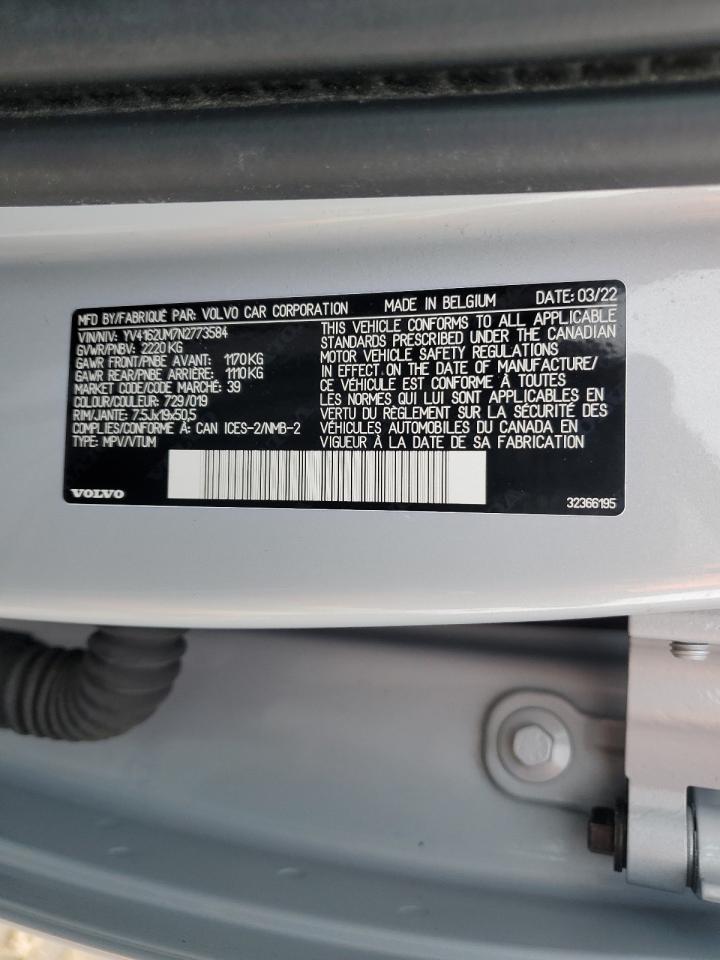 MFD BY/FABRIQUÉ PAR: VOLVO CAR CORPORATION MADE IN BELGIUM DATE: 03/22
VIN/NIV: YV4162UM7N2773584
GVWR/PNBV: 2220 KG
GAWR FRONT/PNBE AVANT: 1170 KG
GAWR REAR/PNBE ARRIÈRE: 1110 KG
MARKET CODE/CODE MARCHÉ: 39
COLOUR/COULEUR: 729/019
RIM/JANTE: 7.5Jx19x50,5
COMPLIES/CONFORME À: CAN ICES-2/NMB-2
TYPE: MPV/VTUM
THIS VEHICLE CONFORMS TO ALL APPLICABLE
STANDARDS PRESCRIBED UNDER THE CANADIAN
MOTOR VEHICLE SAFETY REGULATIONS
IN EFFECT ON THE DATE OF MANUFACTURE/
CE VÉHICULE EST CONFORME À TOUTES
LES NORMES QUI LUI SONT APPLICABLES EN
VERTU DU RÈGLEMENT SUR LA SÉCURITÉ DES
VÉHICULES AUTOMOBILES DU CANADA EN
VIGUEUR À LA DATE DE SA FABRICATION
VOLVO
32366195